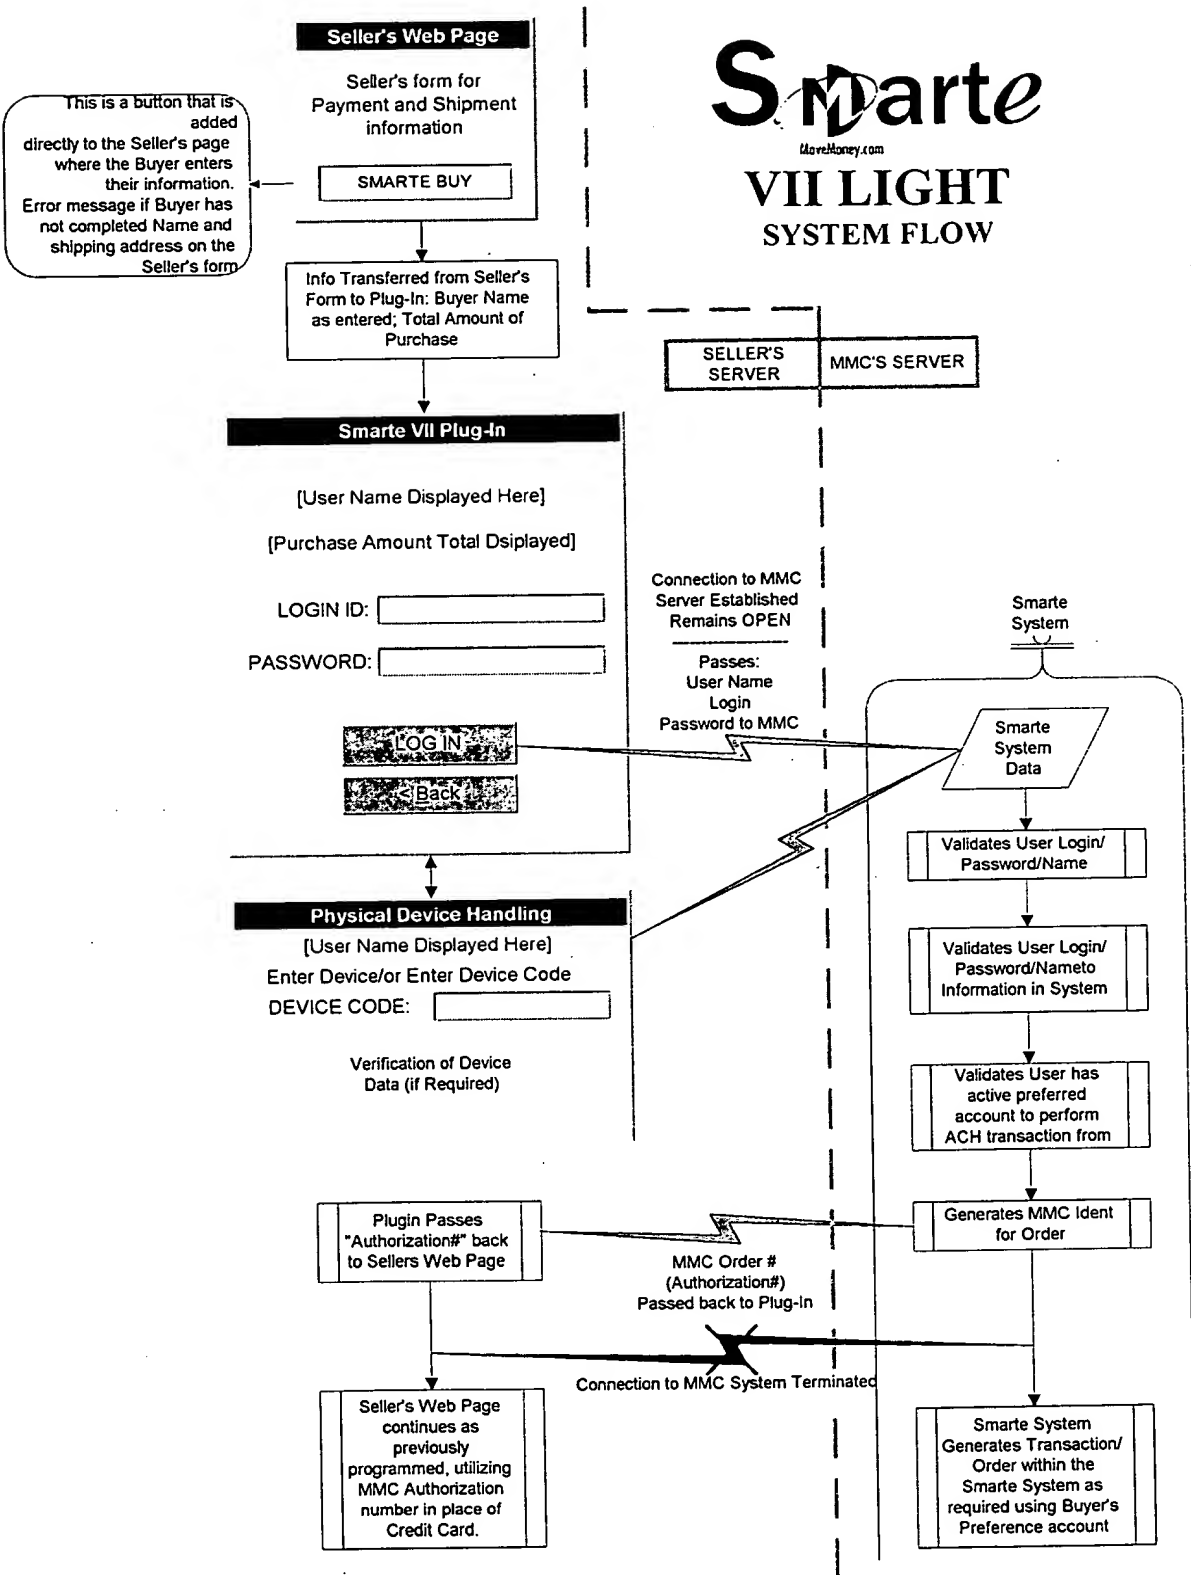 Seller's Web Page
Seller's form for
Payment and Shipment
information
SMARTE BUY
This is a button that is
added
directly to the Seller's page
where the Buyer enters
their information.
Error message if Buyer has
not completed Name and
shipping address on the
Seller's form
Smarte
MoveMoney.com
VII LIGHT
SYSTEM FLOW
Info Transferred from Seller's
Form to Plug-In: Buyer Name
as entered; Total Amount of
Purchase
SELLER'S
SERVER
MMC'S SERVER
Smarte VII Plug-In
[User Name Displayed Here]
[Purchase Amount Total Dsiplayed]
LOGIN ID:
PASSWORD:
LOG IN
< Back
Connection to MMC
Server Established
Remains OPEN
Passes:
User Name
Login
Password to MMC
Smarte
System
Smarte
System
Data
Validates User Login/
Password/Name
Physical Device Handling
[User Name Displayed Here]
Enter Device/or Enter Device Code
DEVICE CODE:
Verification of Device
Data (if Required)
Validates User Login/
Password/Nameto
Information in System
Validates User has
active preferred
account to perform
ACH transaction from
Generates MMC Ident
for Order
Plugin Passes
"Authorization#" back
to Sellers Web Page
MMC Order #
(Authorization#)
Passed back to Plug-In
Connection to MMC System Terminated
Seller's Web Page
continues as
previously
programmed, utilizing
MMC Authorization
number in place of
Credit Card.
Smarte System
Generates Transaction/
Order within the
Smarte System as
required using Buyer's
Preference account